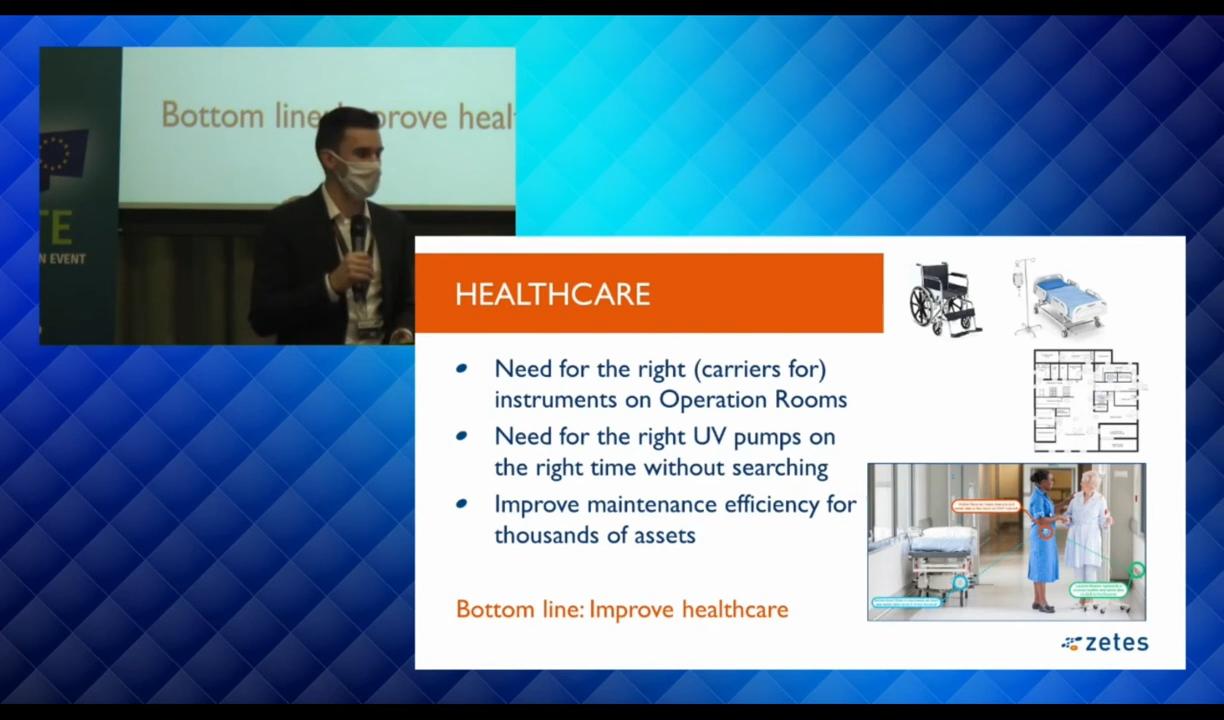 Bottom line: Improve heal
TE
N EVENT
HEALTHCARE
• Need for the right (carriers for)
instruments on Operation Rooms
• Need for the right UV pumps on
the right time without searching
• Improve maintenance efficiency for
thousands of assets
Bottom line: Improve healthcare
zetes